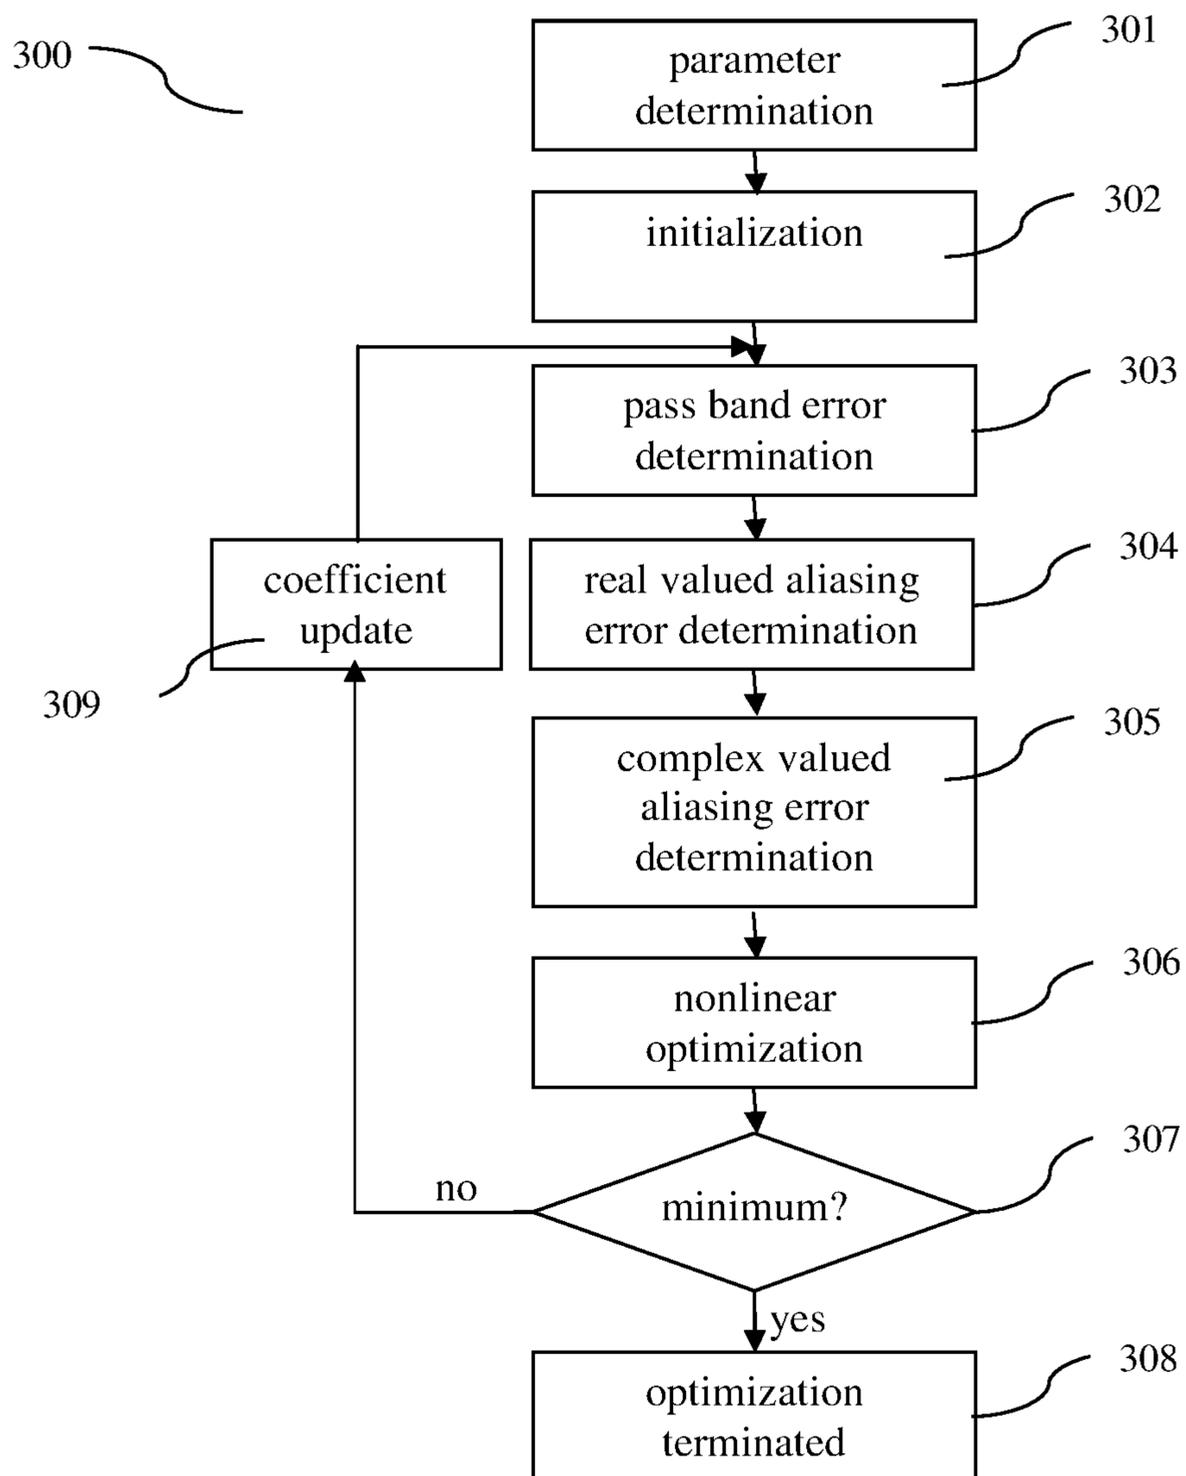 300
301
parameter
determination
302
initialization
303
pass band error
determination
304
coefficient
update
real valued aliasing
error determination
309
305
complex valued
aliasing error
determination
306
nonlinear
optimization
307
no
minimum?
yes
308
optimization
terminated